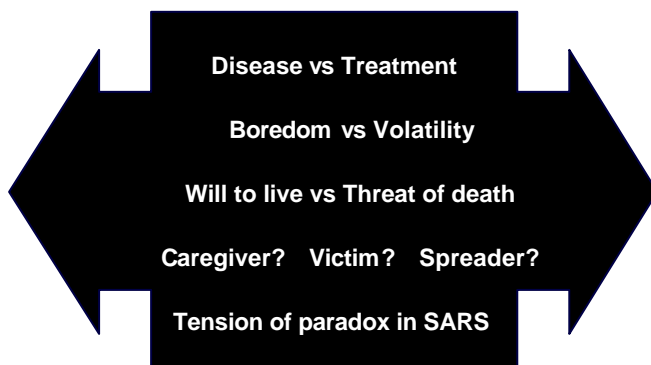 Disease vs Treatment
Boredom vs Volatility
Will to live vs Threat of death
Caregiver? Victim? Spreader?
Tension of paradox in SARS